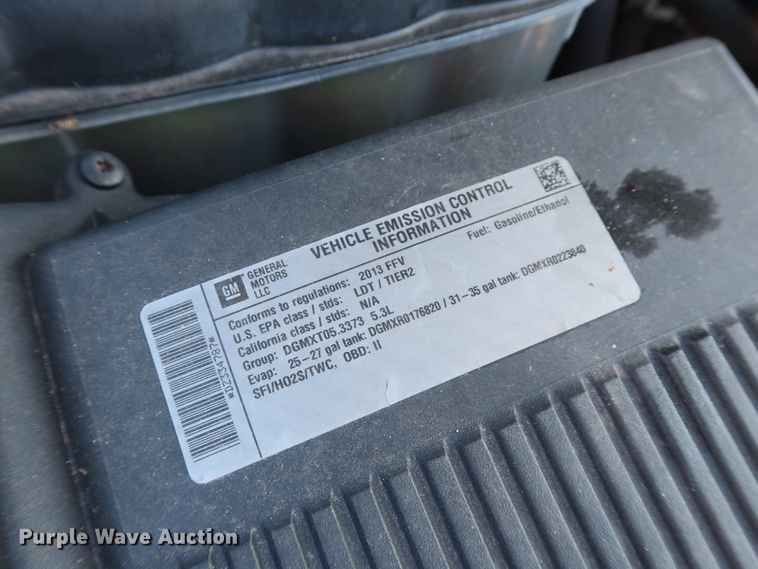 GM
GENERAL
MOTORS
LLC
VEHICLE EMISSION CONTROL
INFORMATION
Conforms to regulations: 2013 FFV
Fuel: Gasoline/Ethanol
U.S. EPA class / stds: LDT / TIER2
California class / stds: N/A
Group: DGMXT05.3373 5.3L
Evap: 25-27 gal tank: DGMXR0176820 / 31-35 gal tank: DGMXR0223840
SFI/HO2S/TWC, OBD: II
*DZ2334787*
Purple Wave Auction